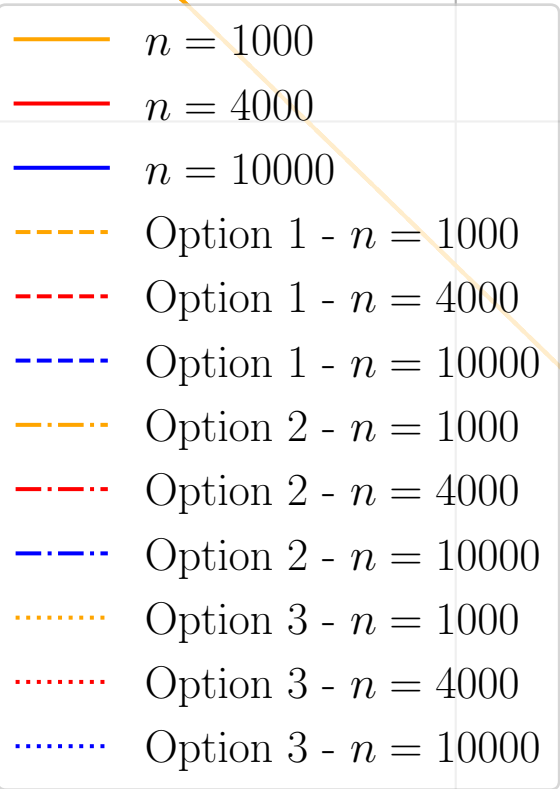 n = 1000
n = 4000
n = 10000
Option 1 - n = 1000
Option 1 - n = 4000
Option 1 - n = 10000
Option 2 - n = 1000
Option 2 - n = 4000
Option 2 - n = 10000
Option 3 - n = 1000
Option 3 - n = 4000
Option 3 - n = 10000